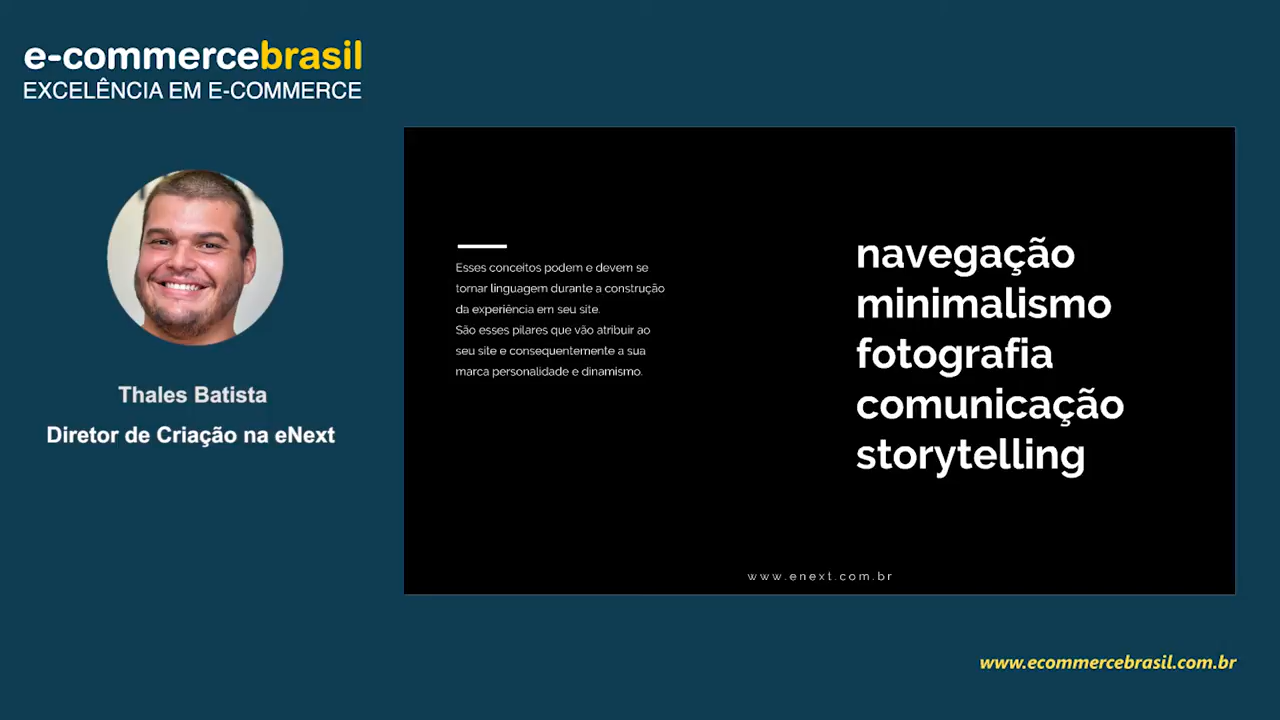 e-commercebrasil
EXCELÊNCIA EM E-COMMERCE
Thales Batista
Diretor de Criação na eNext
Esses conceitos podem e devem se
tornar linguagem durante a construção
da experiência em seu site.
São esses pilares que vão atribuir ao
seu site e consequentemente a sua
marca personalidade e dinamismo.
navegação
minimalismo
fotografia
comunicação
storytelling
www.enext.com.br
www.ecommercebrasil.com.br